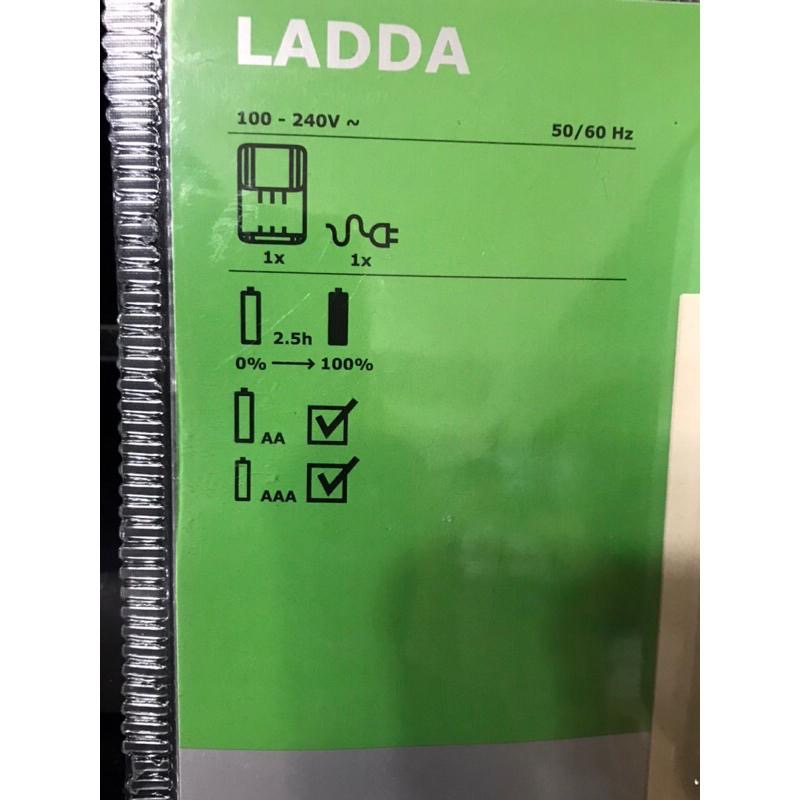 LADDA
100 - 240V ~ 50/60 Hz
1x 1x
2.5h
0% → 100%
AA
AAA